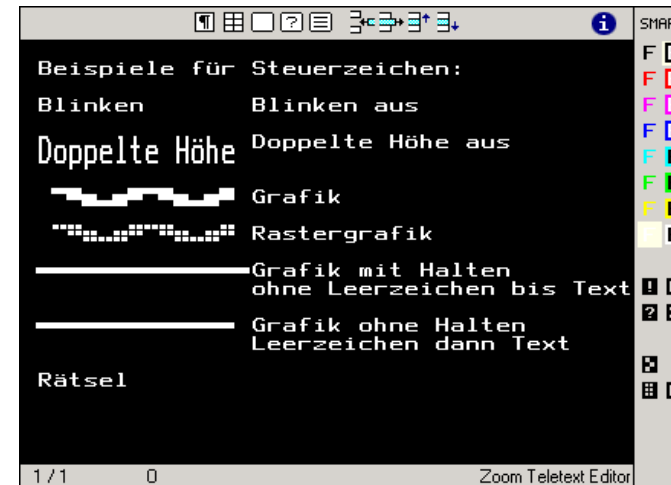 SMAR
Beispiele für Steuerzeichen:
Blinken Blinken aus
Doppelte Höhe Doppelte Höhe aus
Grafik
Rastergrafik
Grafik mit Halten
ohne Leerzeichen bis Text
Grafik ohne Halten
Leerzeichen dann Text
Rätsel
F
F
F
F
F
F
F
1/1 0 Zoom Teletext Editor